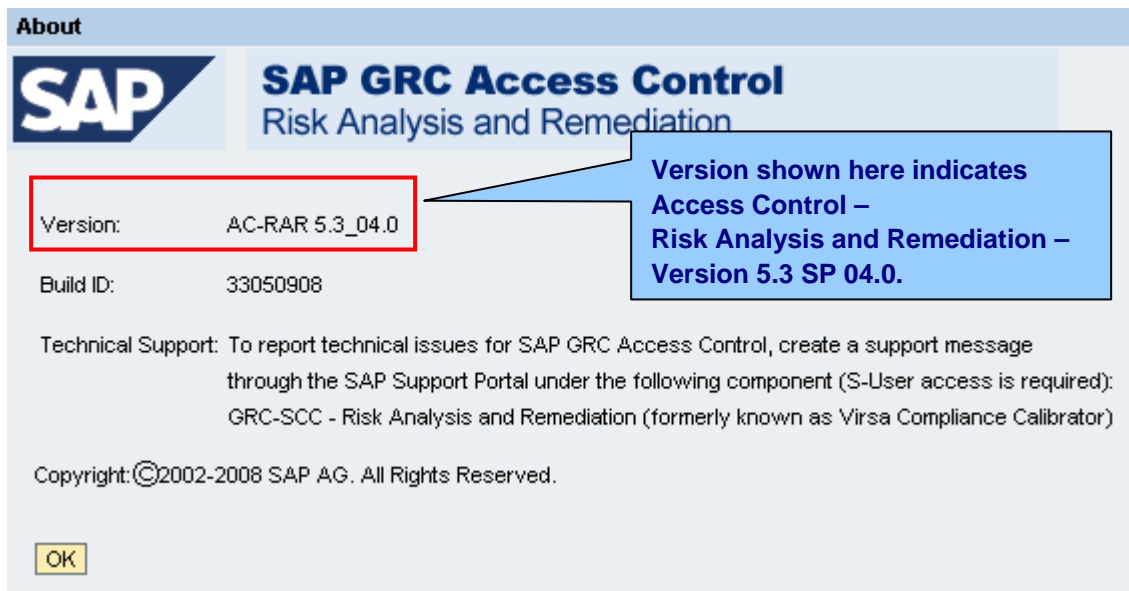 About
SAP
SAP GRC Access Control
Risk Analysis and Remediation
Version shown here indicates
Access Control –
Risk Analysis and Remediation –
Version 5.3 SP 04.0.
Version: AC-RAR 5.3_04.0
Build ID: 33050908
Technical Support: To report technical issues for SAP GRC Access Control, create a support message
through the SAP Support Portal under the following component (S-User access is required):
GRC-SCC - Risk Analysis and Remediation (formerly known as Virsa Compliance Calibrator)
Copyright:©2002-2008 SAP AG. All Rights Reserved.
OK